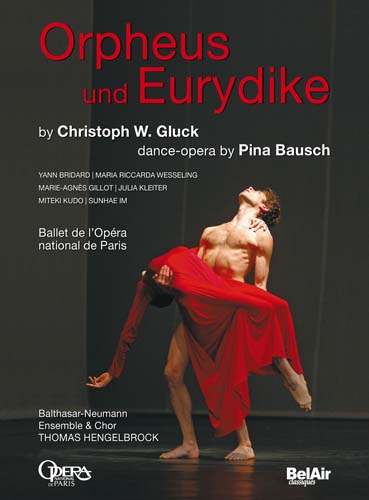 Orpheus
und Eurydike
by Christoph W. Gluck
dance-opera by Pina Bausch
YANN BRIDARD | MARIA RICCARDA WESSELING
MARIE-AGNÈS GILLOT | JULIA KLEITER
MITEKI KUDO | SUNHAE IM
Ballet de l'Opéra
national de Paris
Balthasar-Neumann
Ensemble & Chor
THOMAS HENGELBROCK
OPERA
NATIONAL
DE PARIS
BelAir
classiques